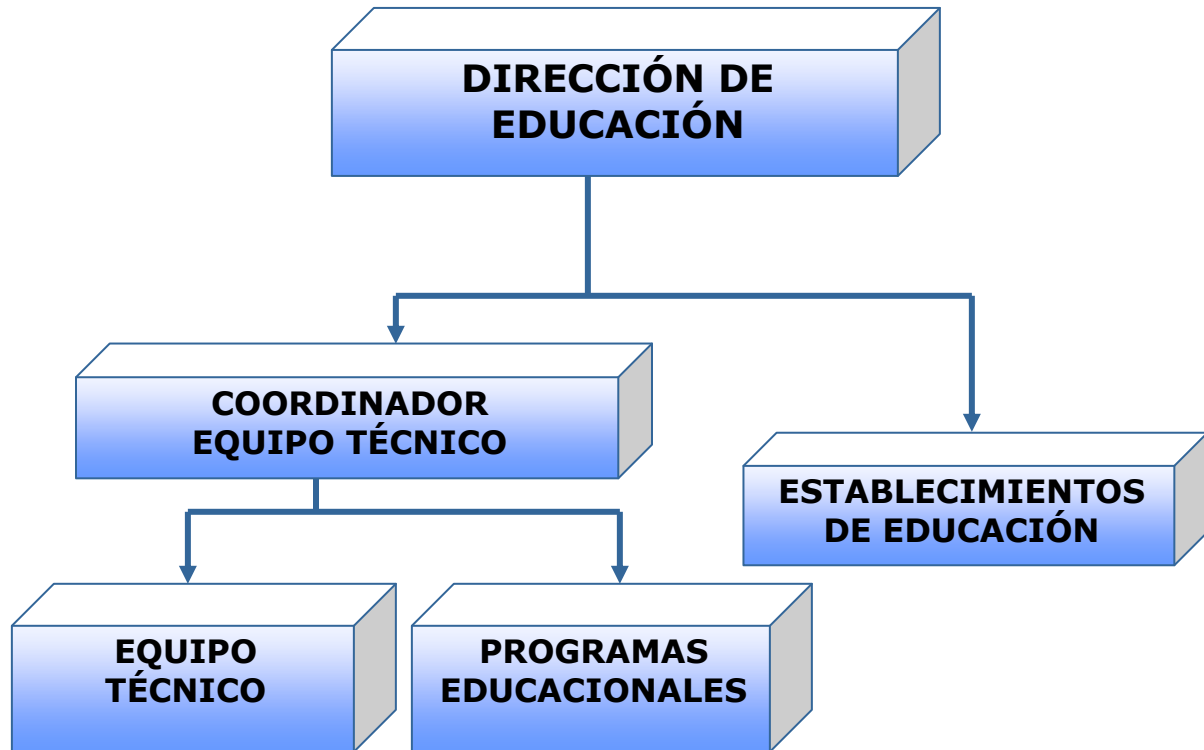 DIRECCIÓN DE
EDUCACIÓN
COORDINADOR
EQUIPO TÉCNICO
ESTABLECIMIENTOS
DE EDUCACIÓN
EQUIPO
TÉCNICO
PROGRAMAS
EDUCACIONALES